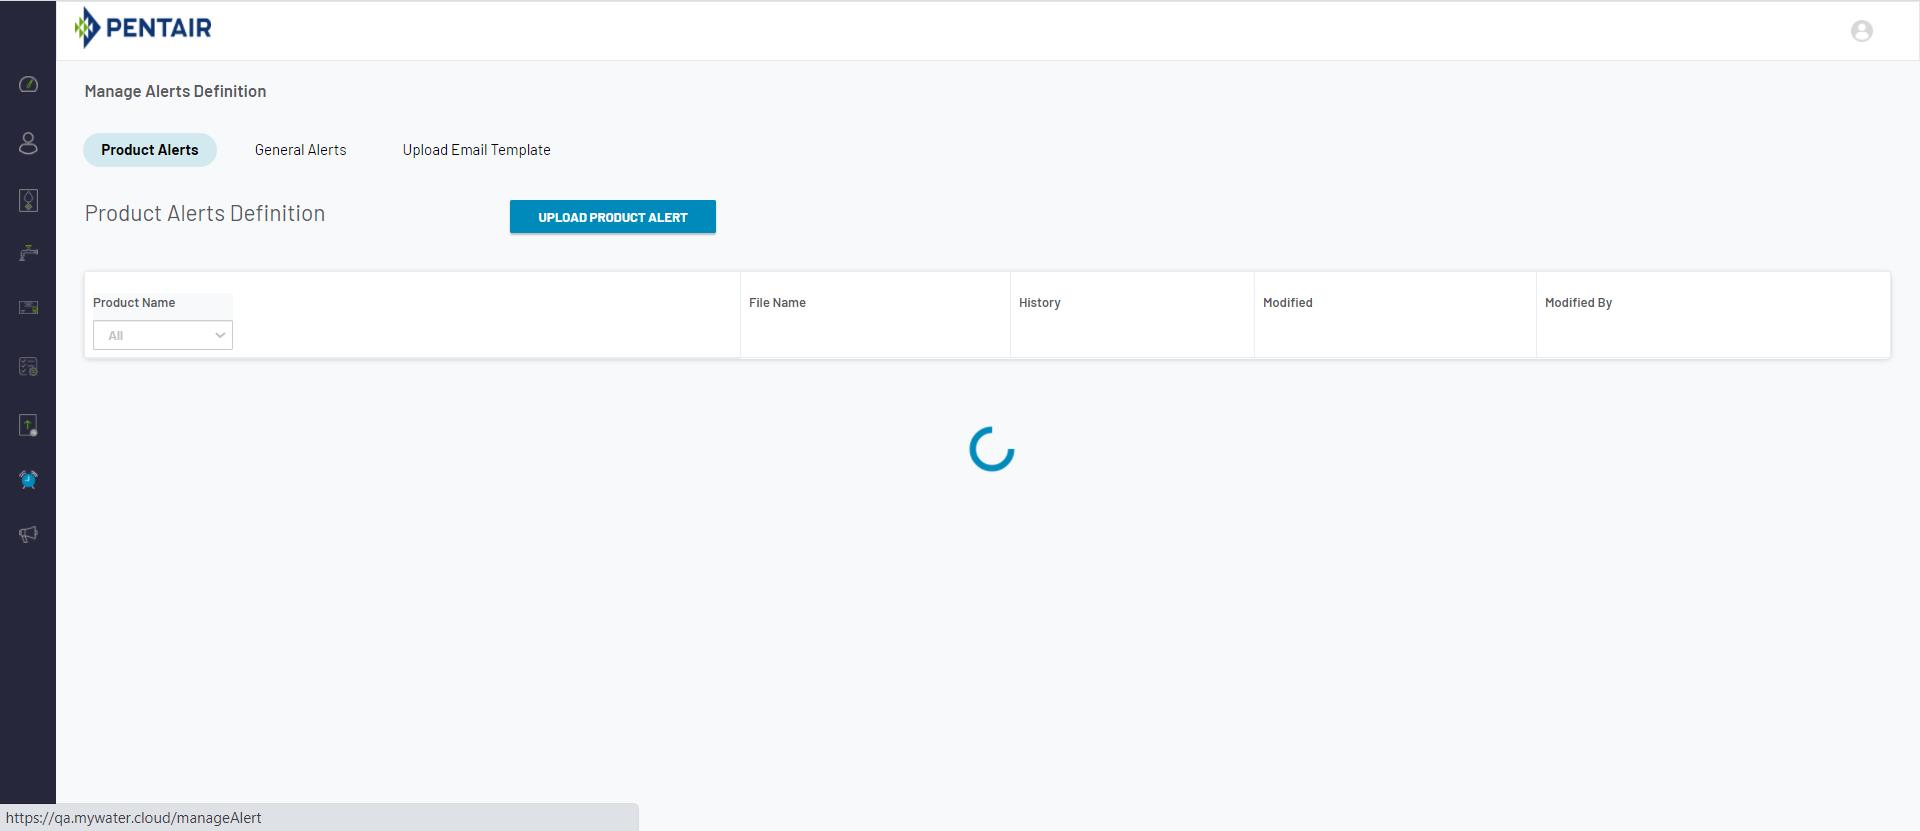 PENTAIR
Manage Alerts Definition
Product Alerts
General Alerts
Upload Email Template
Product Alerts Definition
UPLOAD PRODUCT ALERT
Product Name
File Name
History
Modified
Modified By
All
https://qa.mywater.cloud/manageAlert